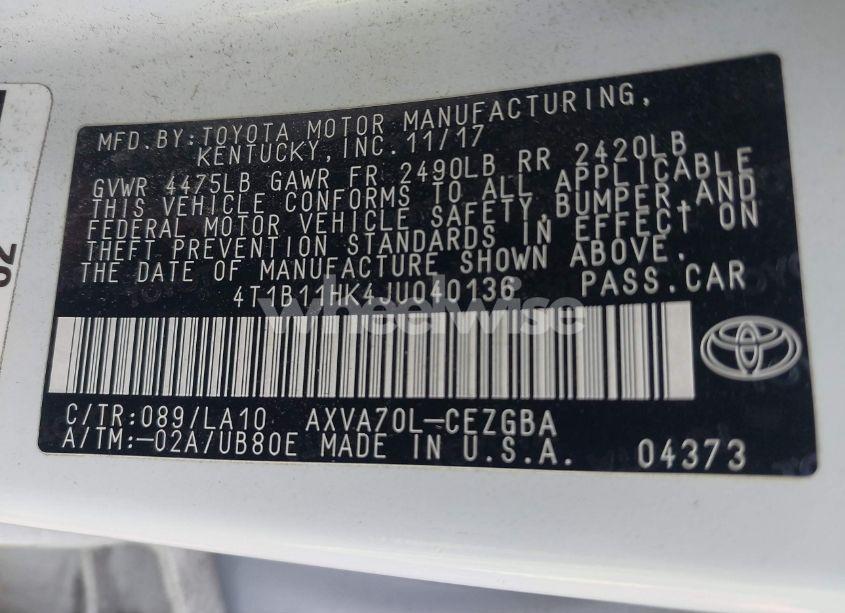 MFD.BY:TOYOTA MOTOR MANUFACTURING,
KENTUCKY,INC.11/17
GVWR 4475LB GAWR FR 2490LB RR 2420LB
THIS VEHICLE CONFORMS TO ALL APPLICABLE
FEDERAL MOTOR VEHICLE SAFETY,BUMPER,AND
THEFT PREVENTION STANDARDS IN EFFECT ON
THE DATE OF MANUFACTURE SHOWN ABOVE.
4T1B11HK4JU040136 PASS.CAR
wheelwise
C/TR:089/LA10 AXVA70L-CEZGBA
A/TM:-02A/UB80E MADE IN U.S.A. 04373